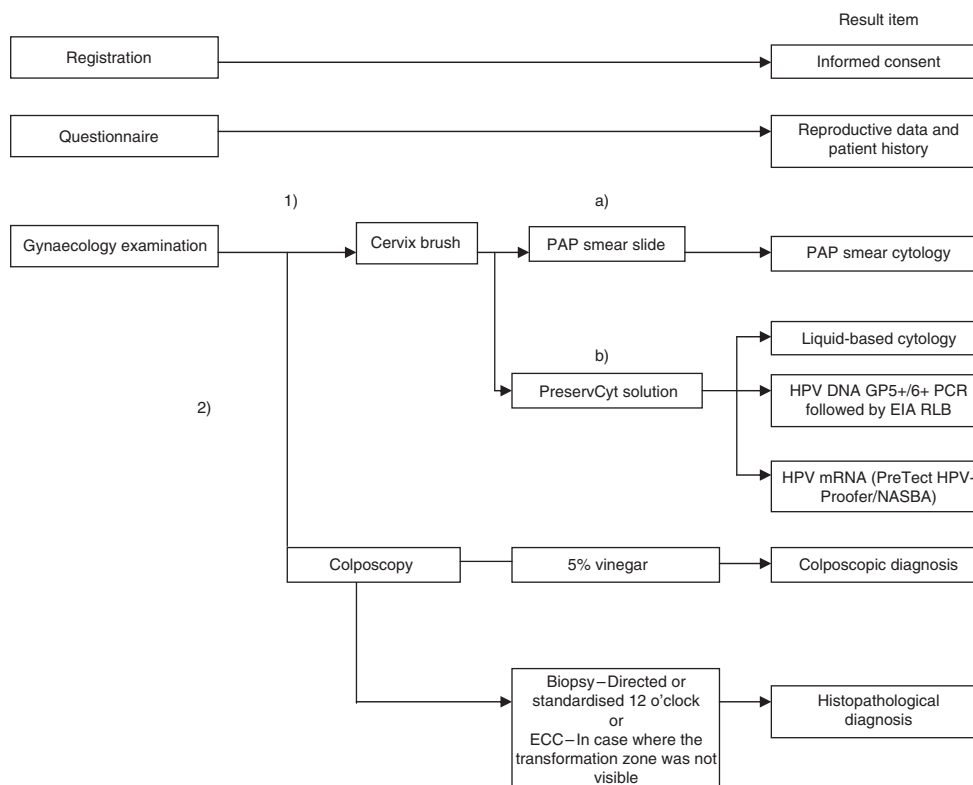 Result item
Registration
Informed consent
Questionnaire
Reproductive data and
patient history
1)
a)
Gynaecology examination
Cervix brush
PAP smear slide
PAP smear cytology
Liquid-based cytology
b)
PreservCyt solution
HPV DNA GP5+/6+ PCR
followed by EIA RLB
2)
HPV mRNA (PreTect HPV-
Proofer/NASBA)
Colposcopy
5% vinegar
Colposcopic diagnosis
Biopsy–Directed or
standardised 12 o'clock
or
ECC–In case where the
transformation zone was not
visible
Histopathological
diagnosis